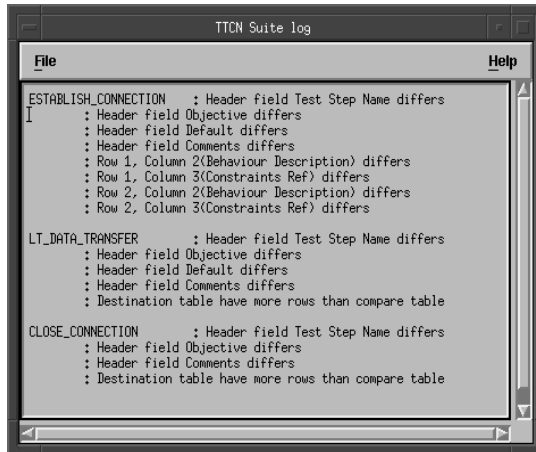 TTCN Suite log
File Help
ESTABLISH_CONNECTION : Header field Test Step Name differs
: Header field Objective differs
: Header field Default differs
: Header field Comments differs
: Row 1, Column 2(Behaviour Description) differs
: Row 1, Column 3(Constraints Ref) differs
: Row 2, Column 2(Behaviour Description) differs
: Row 2, Column 3(Constraints Ref) differs
LT_DATA_TRANSFER : Header field Test Step Name differs
: Header field Objective differs
: Header field Default differs
: Header field Comments differs
: Destination table have more rows than compare table
CLOSE_CONNECTION : Header field Test Step Name differs
: Header field Objective differs
: Header field Comments differs
: Destination table have more rows than compare table